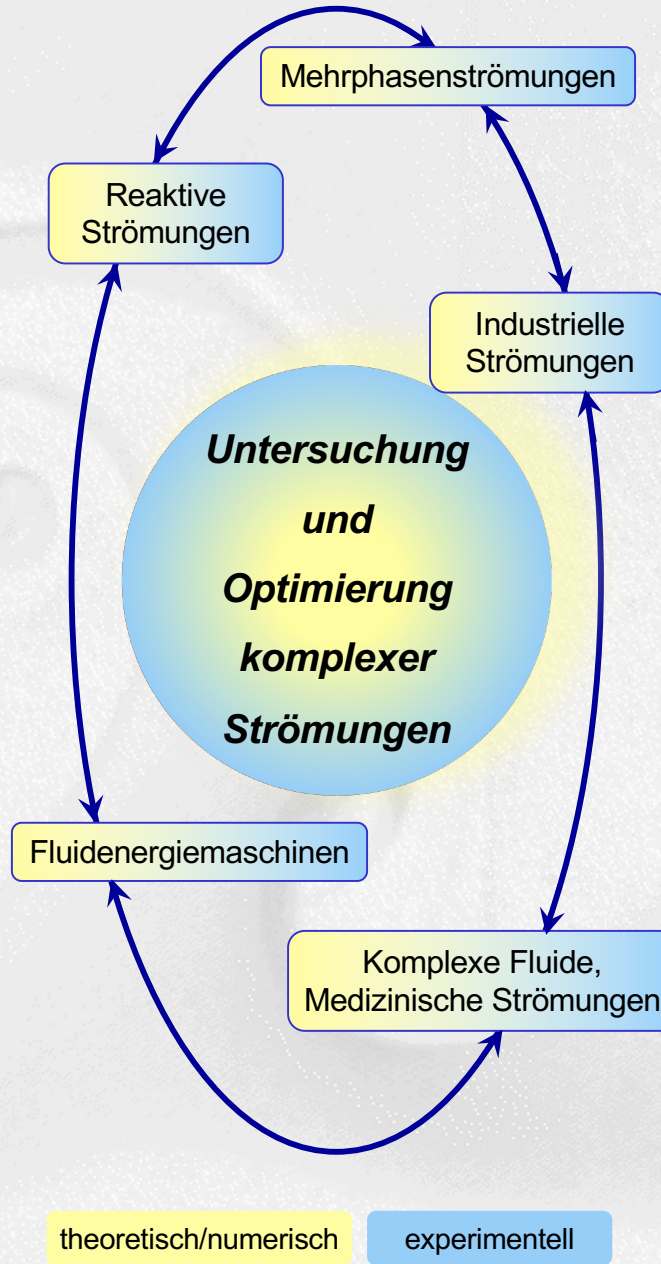 Mehrphasenströmungen
Reaktive
Strömungen
Industrielle
Strömungen
Untersuchung
und
Optimierung
komplexer
Strömungen
Fluidenergiemaschinen
Komplexe Fluide,
Medizinische Strömungen
theoretisch/numerisch
experimentell